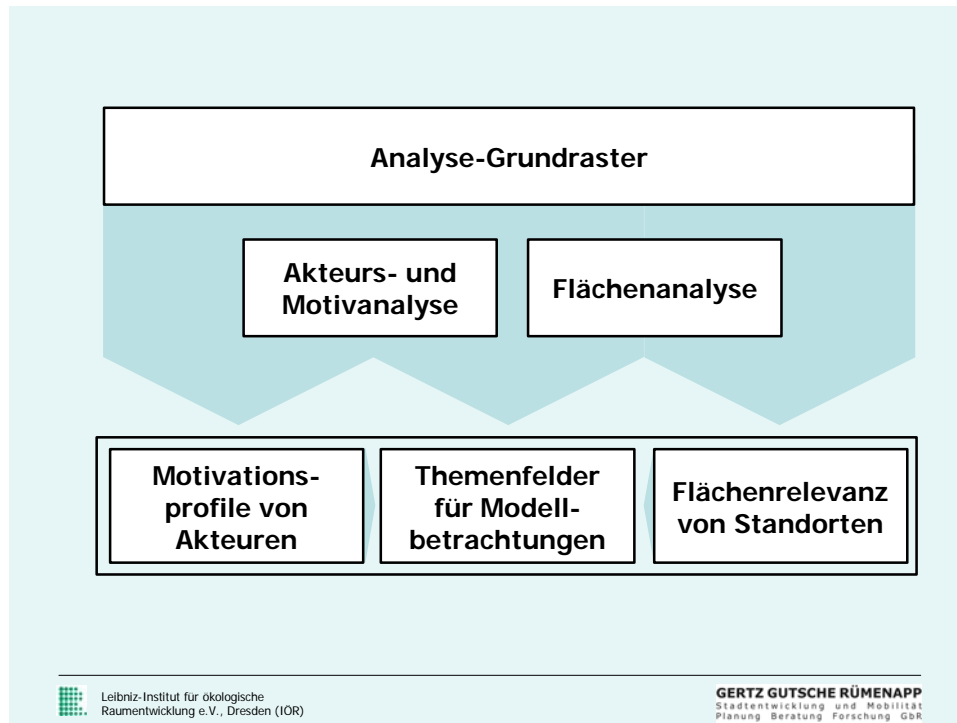 Analyse-Grundraster
Akteurs- und
Motivanalyse
Flächenanalyse
Motivations-
profile von
Akteuren
Themenfelder
für Modell-
betrachtungen
Flächenrelevanz
von Standorten
Leibniz-Institut für ökologische
Raumentwicklung e.V., Dresden (IÖR)
GERTZ GUTSCHE RÜMENAPP
Stadtentwicklung und Mobilität
Planung Beratung Forschung GbR